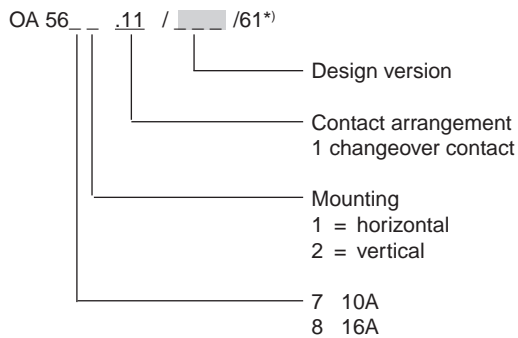 OA 56_ _ .11 / _ _ _ /61*)
Design version
Contact arrangement
1 changeover contact
Mounting
1 = horizontal
2 = vertical
7 10A
8 16A